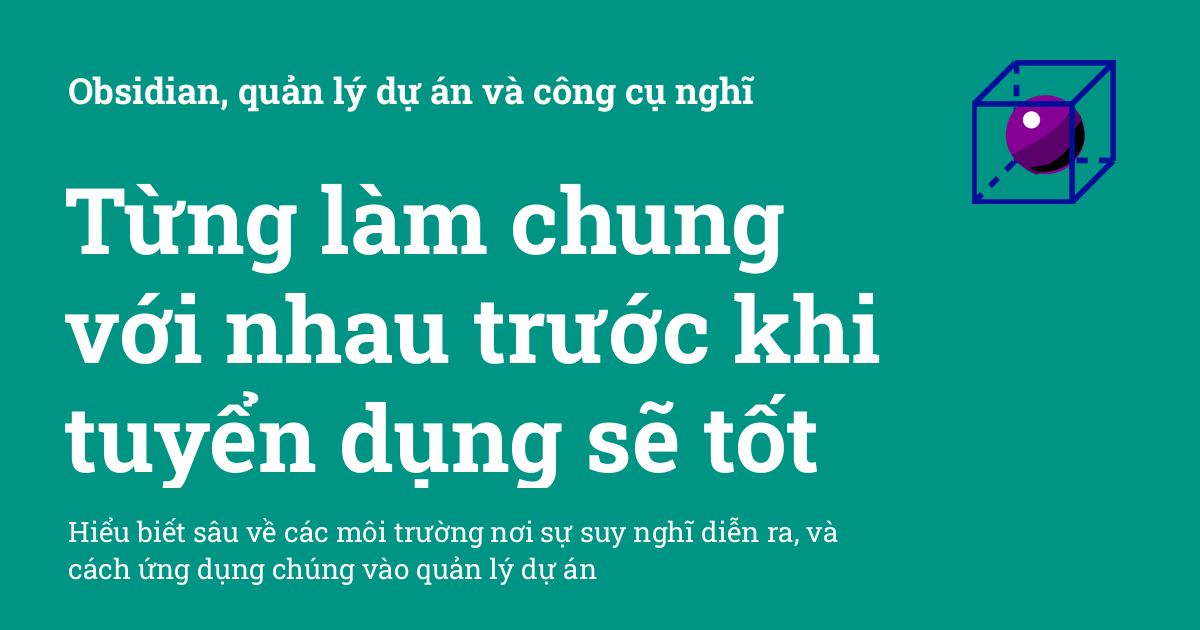 Obsidian, quản lý dự án và công cụ nghĩ
Từng làm chung
với nhau trước khi
tuyển dụng sẽ tốt
Hiểu biết sâu về các môi trường nơi sự suy nghĩ diễn ra, và
cách ứng dụng chúng vào quản lý dự án